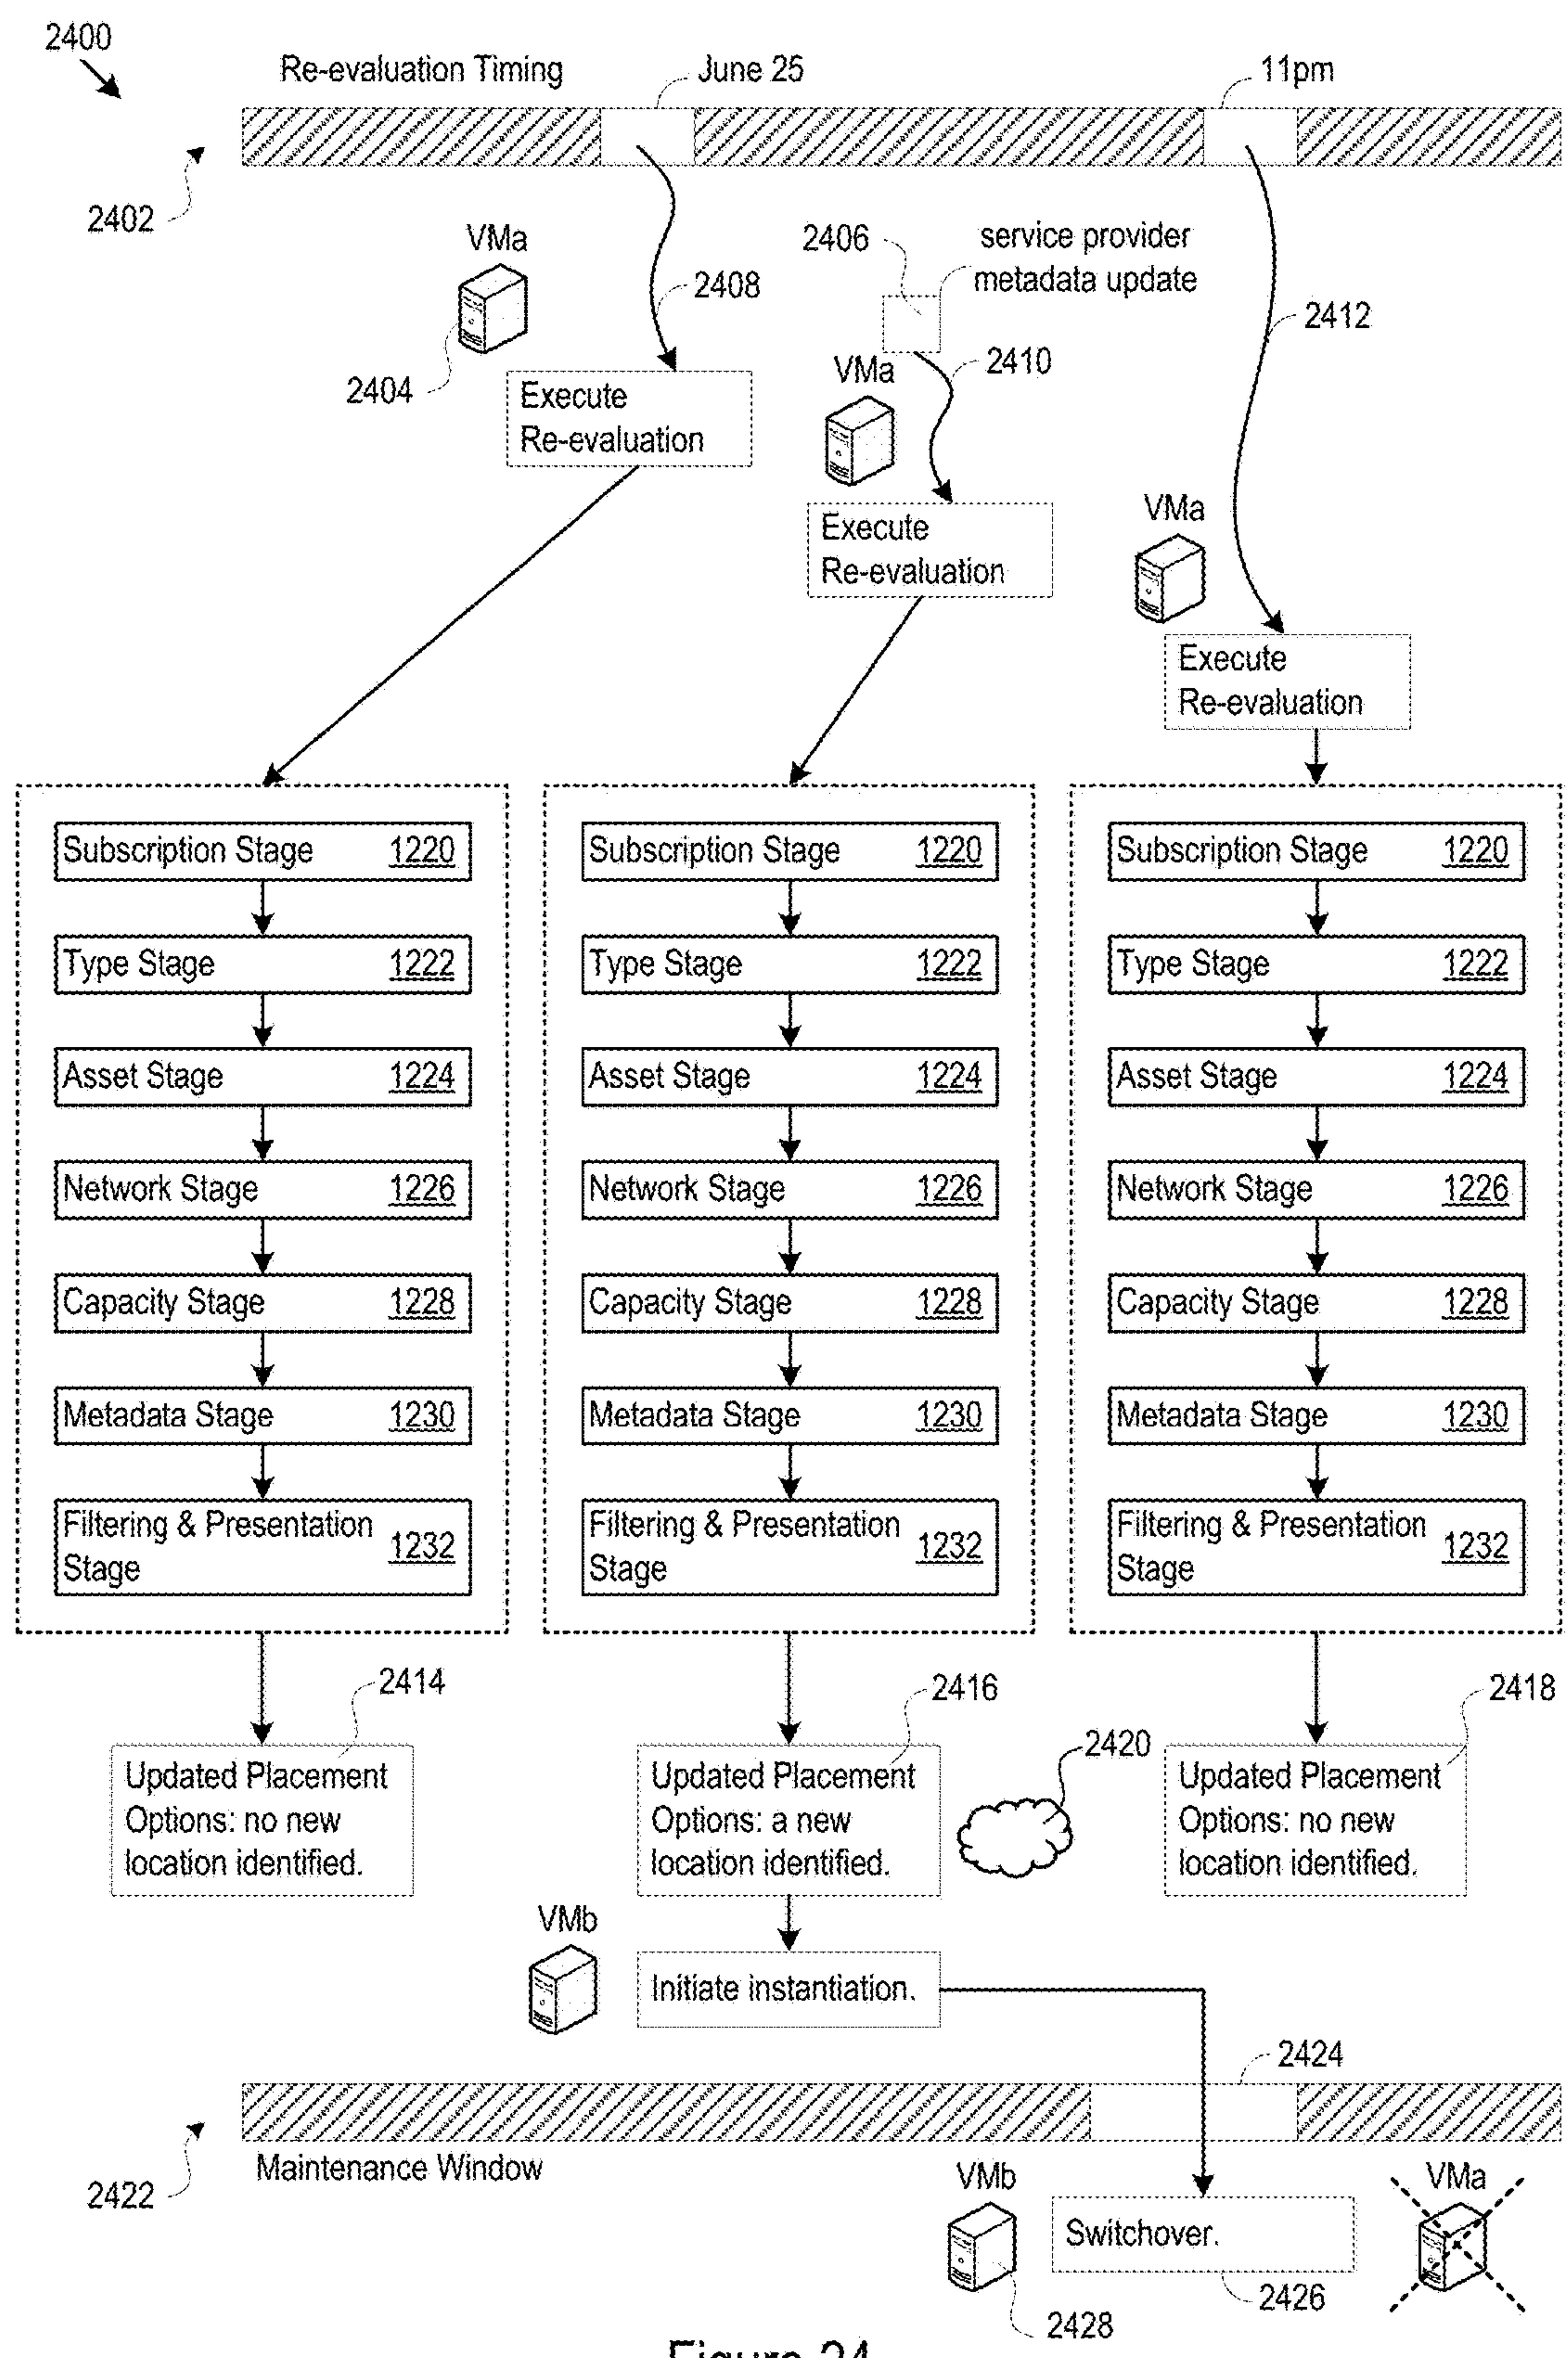 2400
Re-evaluation Timing
June 25
11pm
2402
VMa
2404
2408
Execute
Re-evaluation
2406
service provider
metadata update
VMa
2410
Execute
Re-evaluation
2412
VMa
Execute
Re-evaluation
Subscription Stage 1220
Type Stage 1222
Asset Stage 1224
Network Stage 1226
Capacity Stage 1228
Metadata Stage 1230
Filtering & Presentation
Stage 1232
Subscription Stage 1220
Type Stage 1222
Asset Stage 1224
Network Stage 1226
Capacity Stage 1228
Metadata Stage 1230
Filtering & Presentation
Stage 1232
Subscription Stage 1220
Type Stage 1222
Asset Stage 1224
Network Stage 1226
Capacity Stage 1228
Metadata Stage 1230
Filtering & Presentation
Stage 1232
2414
Updated Placement
Options: no new
location identified.
2416
Updated Placement
Options: a new
location identified.
2420
2418
Updated Placement
Options: no new
location identified.
VMb
Initiate instantiation.
2424
2422
Maintenance Window
VMb
2428
Switchover.
2426
VMa
Figure 24